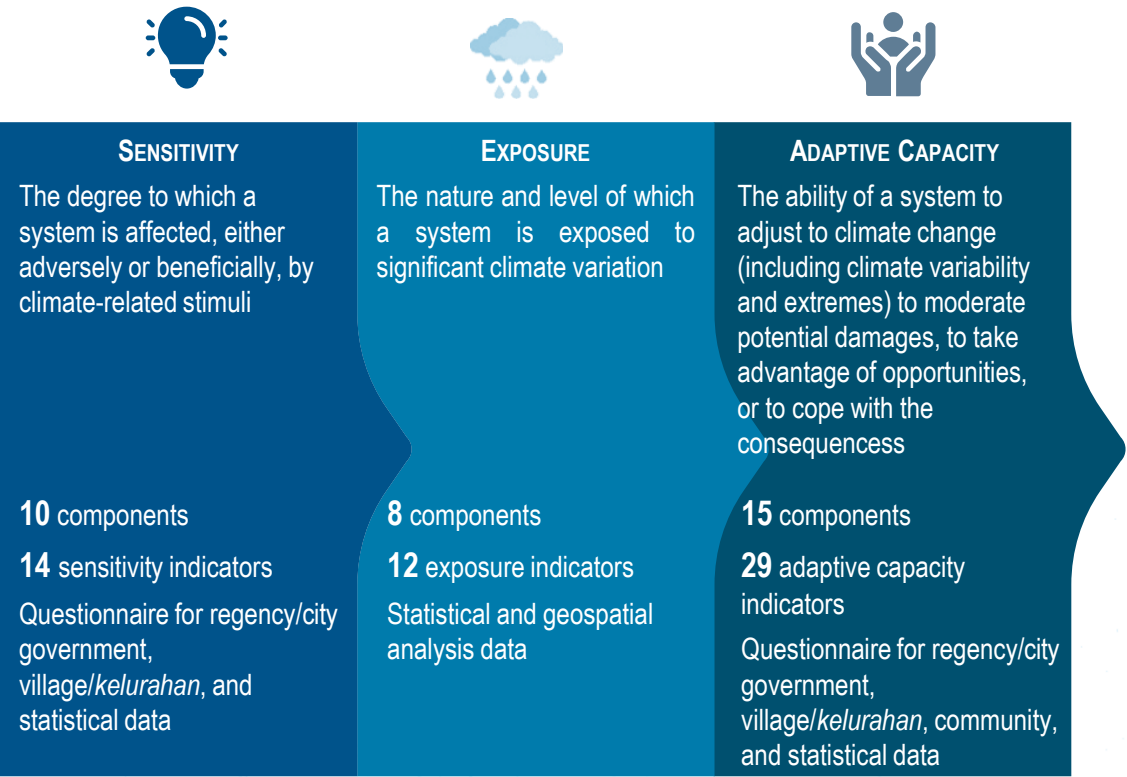 SENSITIVITY
The degree to which a
system is affected, either
adversely or beneficially, by
climate-related stimuli
10 components
14 sensitivity indicators
Questionnaire for regency/city
government,
village/kelurahan, and
statistical data
EXPOSURE
The nature and level of which
a system is exposed to
significant climate variation
8 components
12 exposure indicators
Statistical and geospatial
analysis data
ADAPTIVE CAPACITY
The ability of a system to
adjust to climate change
(including climate variability
and extremes) to moderate
potential damages, to take
advantage of opportunities,
or to cope with the
consequencess
15 components
29 adaptive capacity
indicators
Questionnaire for regency/city
government,
village/kelurahan, community,
and statistical data